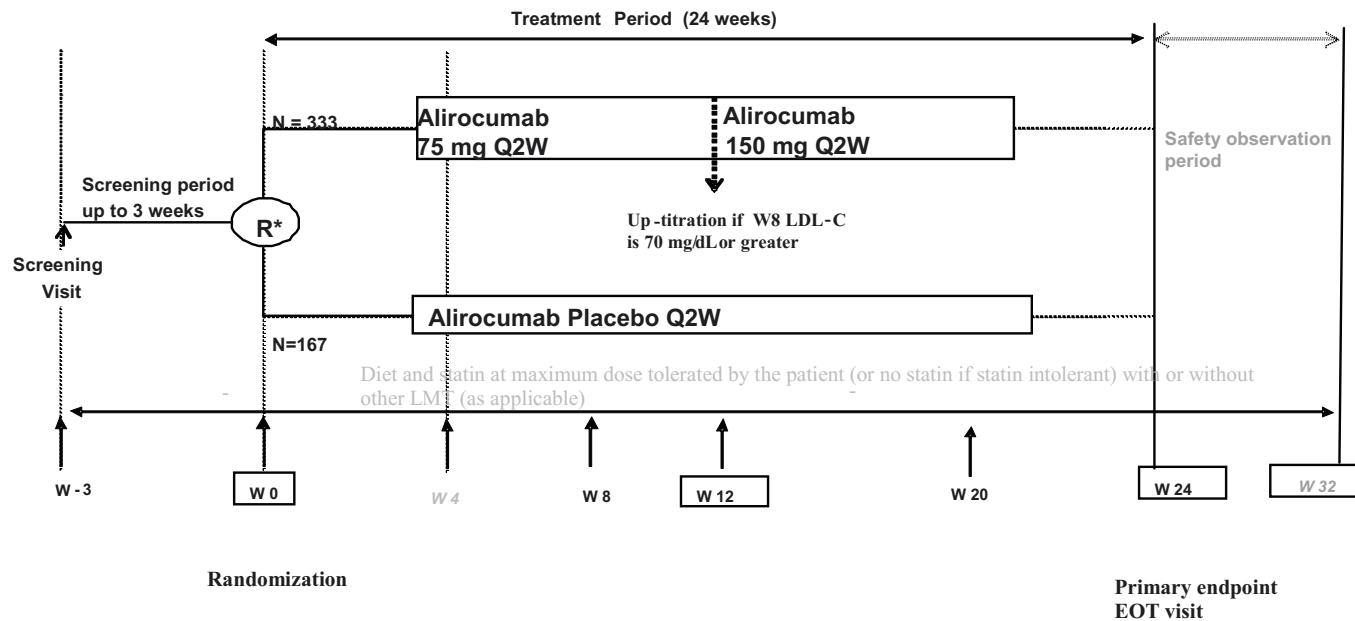 Treatment Period (24 weeks)
N = 333
Alirocumab
75 mg Q2W
Alirocumab
150 mg Q2W
Safety observation
period
Screening period
up to 3 weeks
R*
Up -titration if W8 LDL-C
is 70 mg/dLor greater
Screening
Visit
Alirocumab Placebo Q2W
N=167
Diet and statin at maximum dose tolerated by the patient (or no statin if statin intolerant) with or without
other LMT (as applicable)
W - 3
W 0
W 4
W 8
W 12
W 20
W 24
W 32
Randomization
Primary endpoint
EOT visit